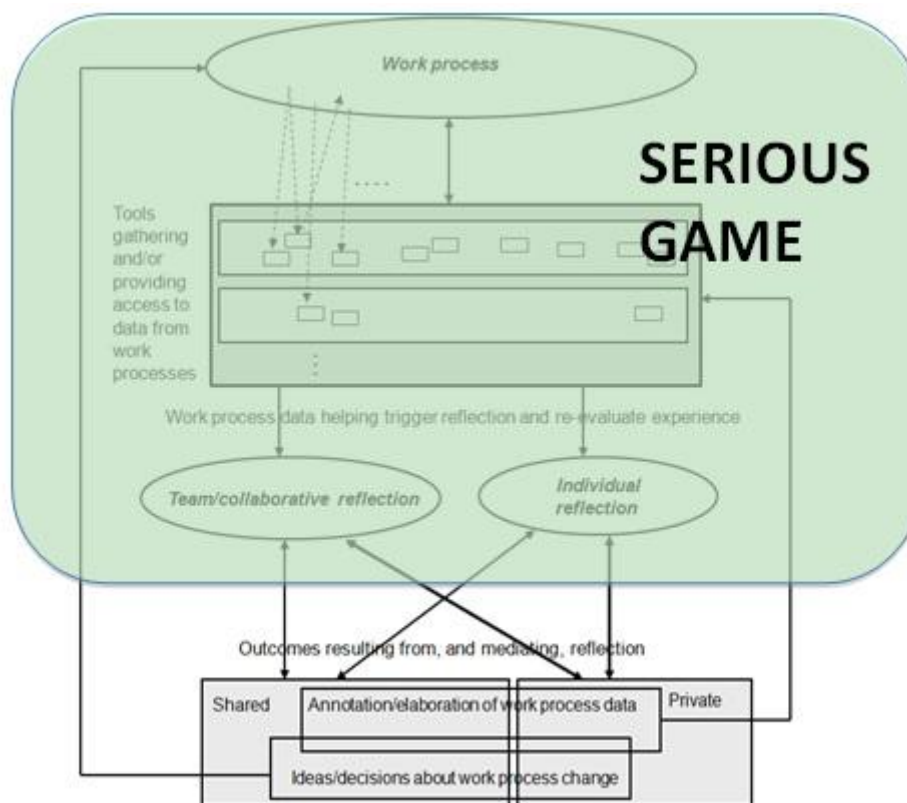 Work process
SERIOUS
GAME
Tools
gathering
and/or
providing
access to
data from
work
processes
Work process data helping trigger reflection and re-evaluate experience
Team/collaborative reflection
Individual
reflection
Outcomes resulting from, and mediating, reflection
Shared
Annotation/elaboration of work process data
Private
Ideas/decisions about work process change